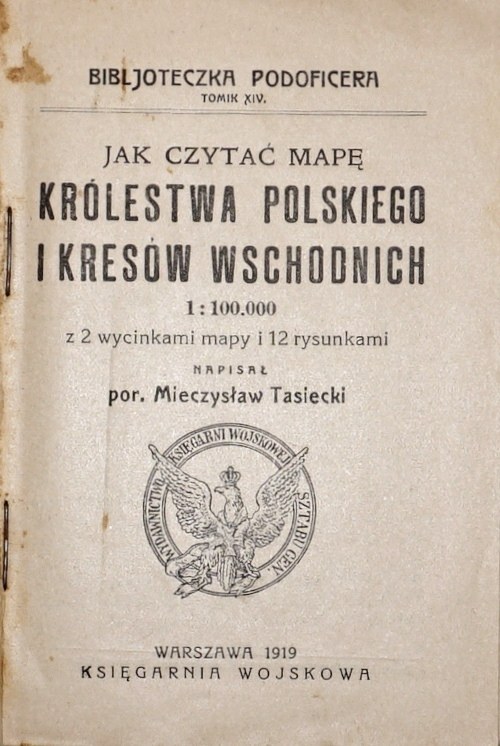 BIBLJOTECZKA PODOFICERA
TOMIK XIV.
JAK CZYTAĆ MAPĘ
KRÓLESTWA POLSKIEGO
I KRESÓW WSCHODNICH
1 : 100.000
z 2 wycinkami mapy i 12 rysunkami
NAPISAŁ
por. Mieczysław Tasiecki
WYDAWNICTWO KSIĘGARNI WOJSKOWEJ SZTABU GEN.
WARSZAWA 1919
KSIĘGARNIA WOJSKOWA